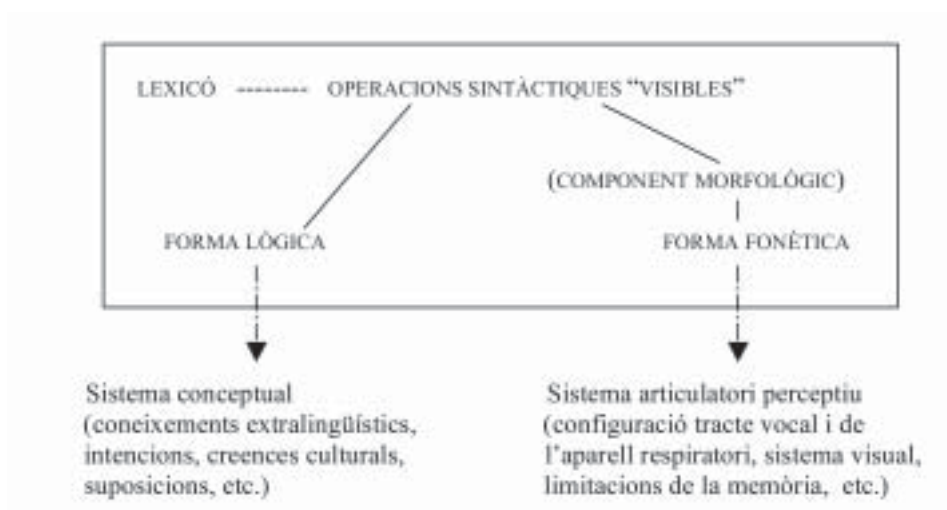 LEXICÓ -------- OPERACIONS SINTÀCTIQUES “VISIBLES”
(COMPONENT MORFOLÒGIC)
FORMA LÒGICA
FORMA FONÈTICA
Sistema conceptual
(coneixements extralingüístics,
intencions, creences culturals,
suposicions, etc.)
Sistema articulatori perceptiu
(configuració tracte vocal i de
l’aparell respiratori, sistema visual,
limitacions de la memòria, etc.)